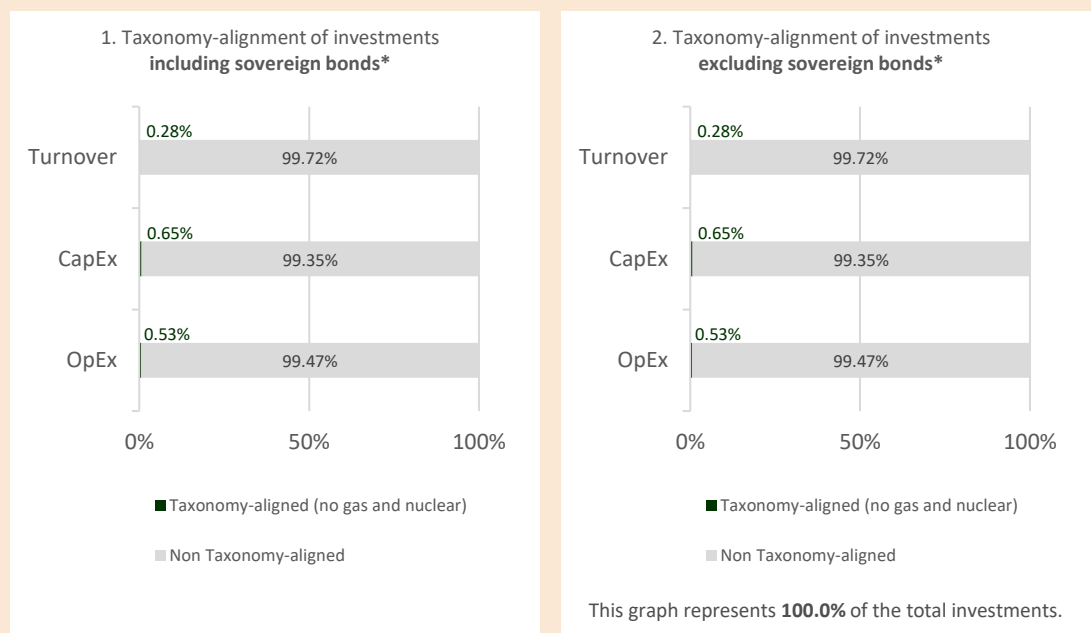 1. Taxonomy-alignment of investments
including sovereign bonds*
Turnover
0.28%
99.72%
CapEx
0.65%
99.35%
OpEx
0.53%
99.47%
0%
50%
100%
Taxonomy-aligned (no gas and nuclear)
Non Taxonomy-aligned
2. Taxonomy-alignment of investments
excluding sovereign bonds*
Turnover
0.28%
99.72%
CapEx
0.65%
99.35%
OpEx
0.53%
99.47%
0%
50%
100%
Taxonomy-aligned (no gas and nuclear)
Non Taxonomy-aligned
This graph represents 100.0% of the total investments.